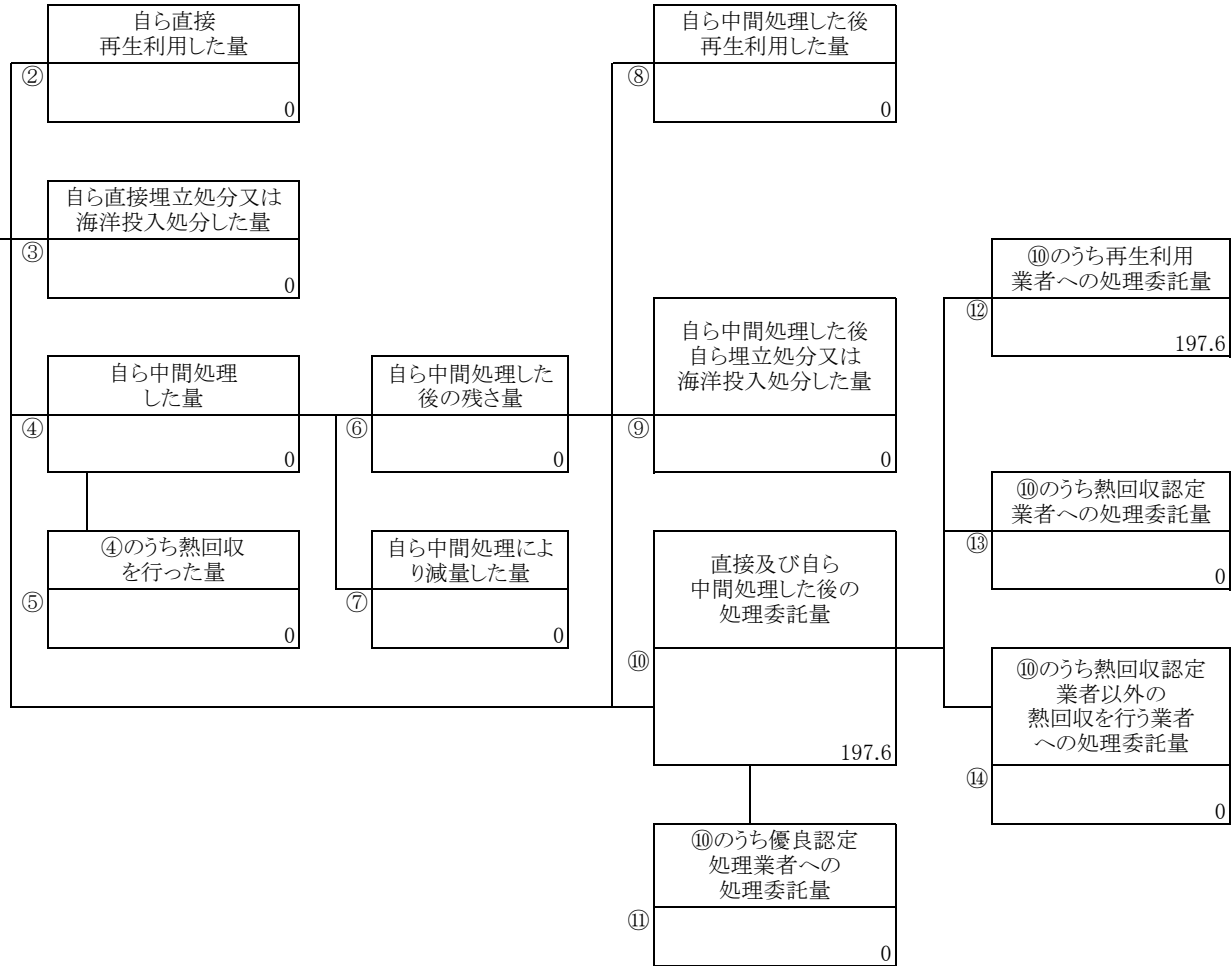 自ら直接
再生利用した量
②
0
自ら直接埋立処分又は
海洋投入処分した量
③
0
自ら中間処理
した量
④
0
④のうち熱回収
を行った量
⑤
0
自ら中間処理した
後の残さ量
⑥
0
自ら中間処理によ
り減量した量
⑦
0
自ら中間処理した後
再生利用した量
⑧
0
自ら中間処理した後
自ら埋立処分又は
海洋投入処分した量
⑨
0
直接及び自ら
中間処理した後の
処理委託量
⑩
197.6
⑩のうち優良認定
処理業者への
処理委託量
⑪
0
⑩のうち再生利用
業者への処理委託量
⑫
197.6
⑩のうち熱回収認定
業者への処理委託量
⑬
0
⑩のうち熱回収認定
業者以外の
熱回収を行う業者
への処理委託量
⑭
0